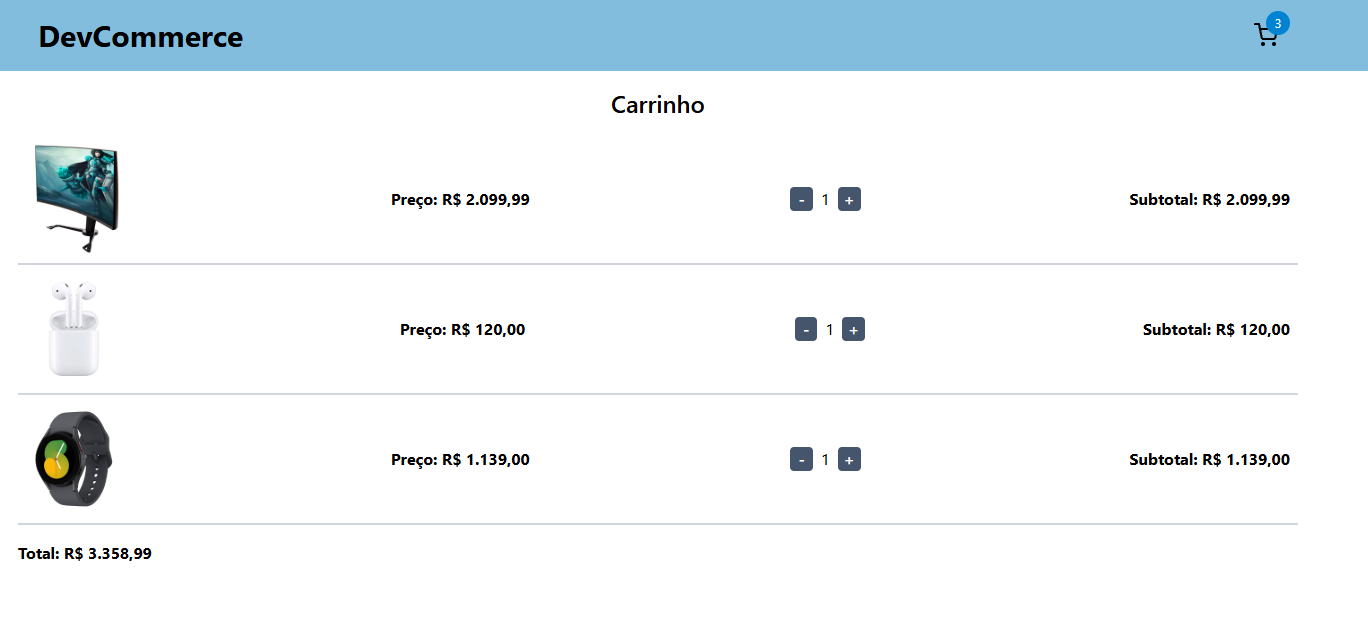 DevCommerce
3
Carrinho
Preço: R$ 2.099,99 - 1 + Subtotal: R$ 2.099,99
Preço: R$ 120,00 - 1 + Subtotal: R$ 120,00
Preço: R$ 1.139,00 - 1 + Subtotal: R$ 1.139,00
Total: R$ 3.358,99